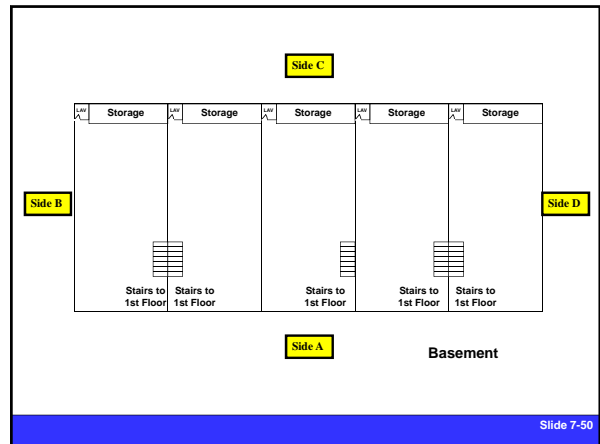 Side C
LAV Storage LAV Storage LAV Storage LAV Storage LAV Storage
Side B
Side D
Stairs to Stairs to Stairs to Stairs to Stairs to
1st Floor 1st Floor 1st Floor 1st Floor 1st Floor
Side A
Basement
Slide 7-50